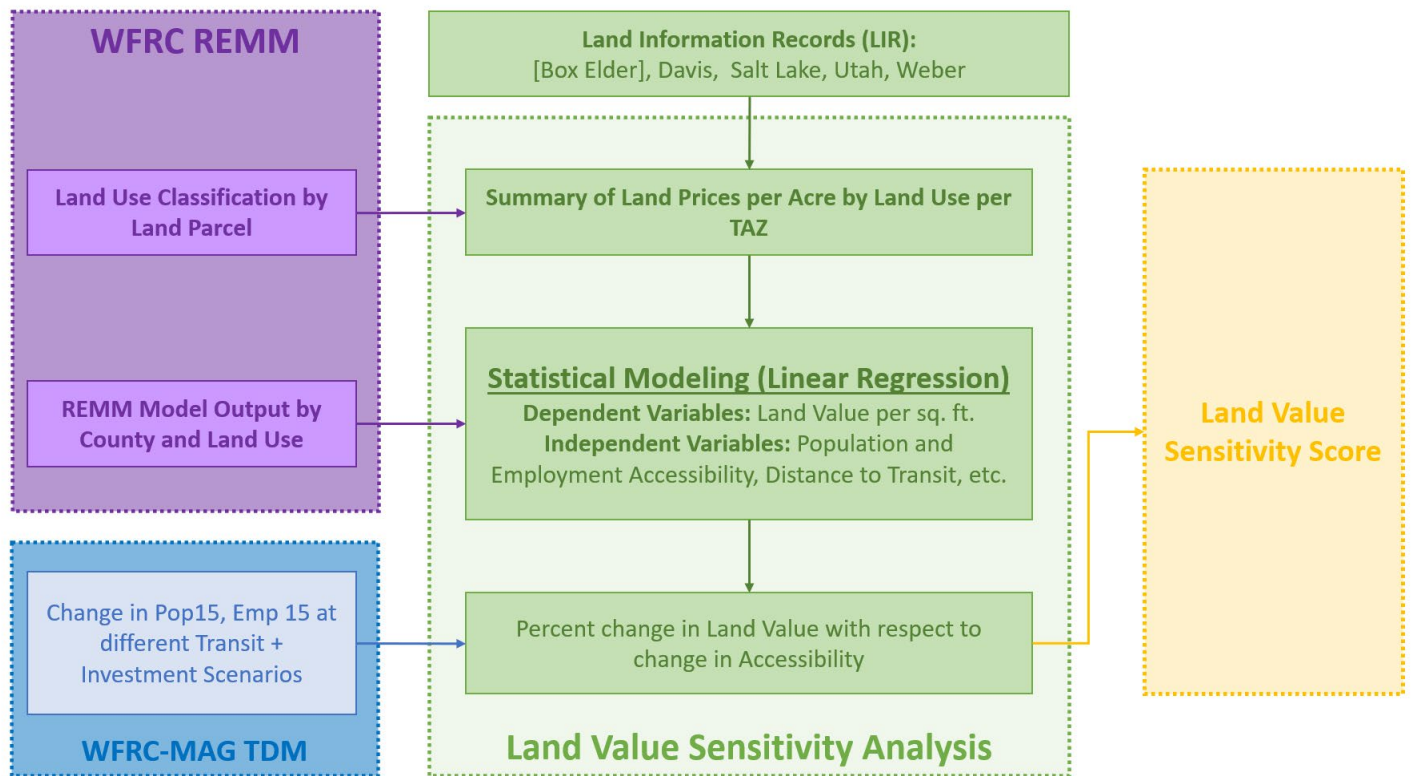 WFRC REMM
Land Use Classification by
Land Parcel
REMM Model Output by
County and Land Use
Change in Pop15, Emp 15 at
different Transit +
Investment Scenarios
WFRC-MAG TDM
Land Information Records (LIR):
[Box Elder], Davis,  Salt Lake, Utah, Weber
Summary of Land Prices per Acre by Land Use per
TAZ
Statistical Modeling (Linear Regression)
Dependent Variables: Land Value per sq. ft.
Independent Variables: Population and
Employment Accessibility, Distance to Transit, etc.
Percent change in Land Value with respect to
change in Accessibility
Land Value Sensitivity Analysis
Land Value
Sensitivity Score